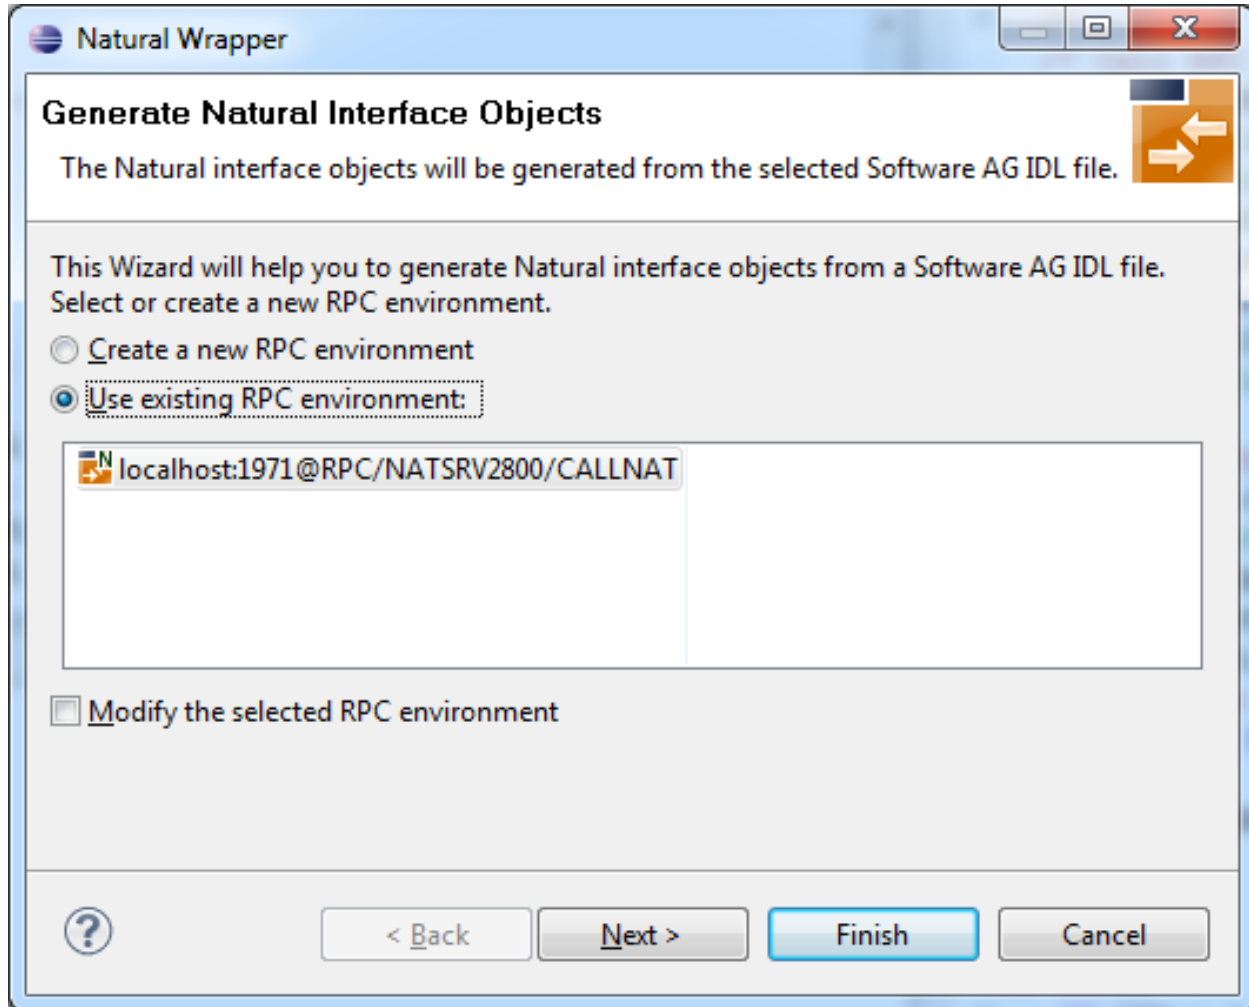 Natural Wrapper
Generate Natural Interface Objects
The Natural interface objects will be generated from the selected Software AG IDL file.
This Wizard will help you to generate Natural interface objects from a Software AG IDL file.
Select or create a new RPC environment.
Create a new RPC environment
Use existing RPC environment:
N
localhost:1971@RPC/NATSRV2800/CALLNAT
Modify the selected RPC environment
? < Back Next > Finish Cancel